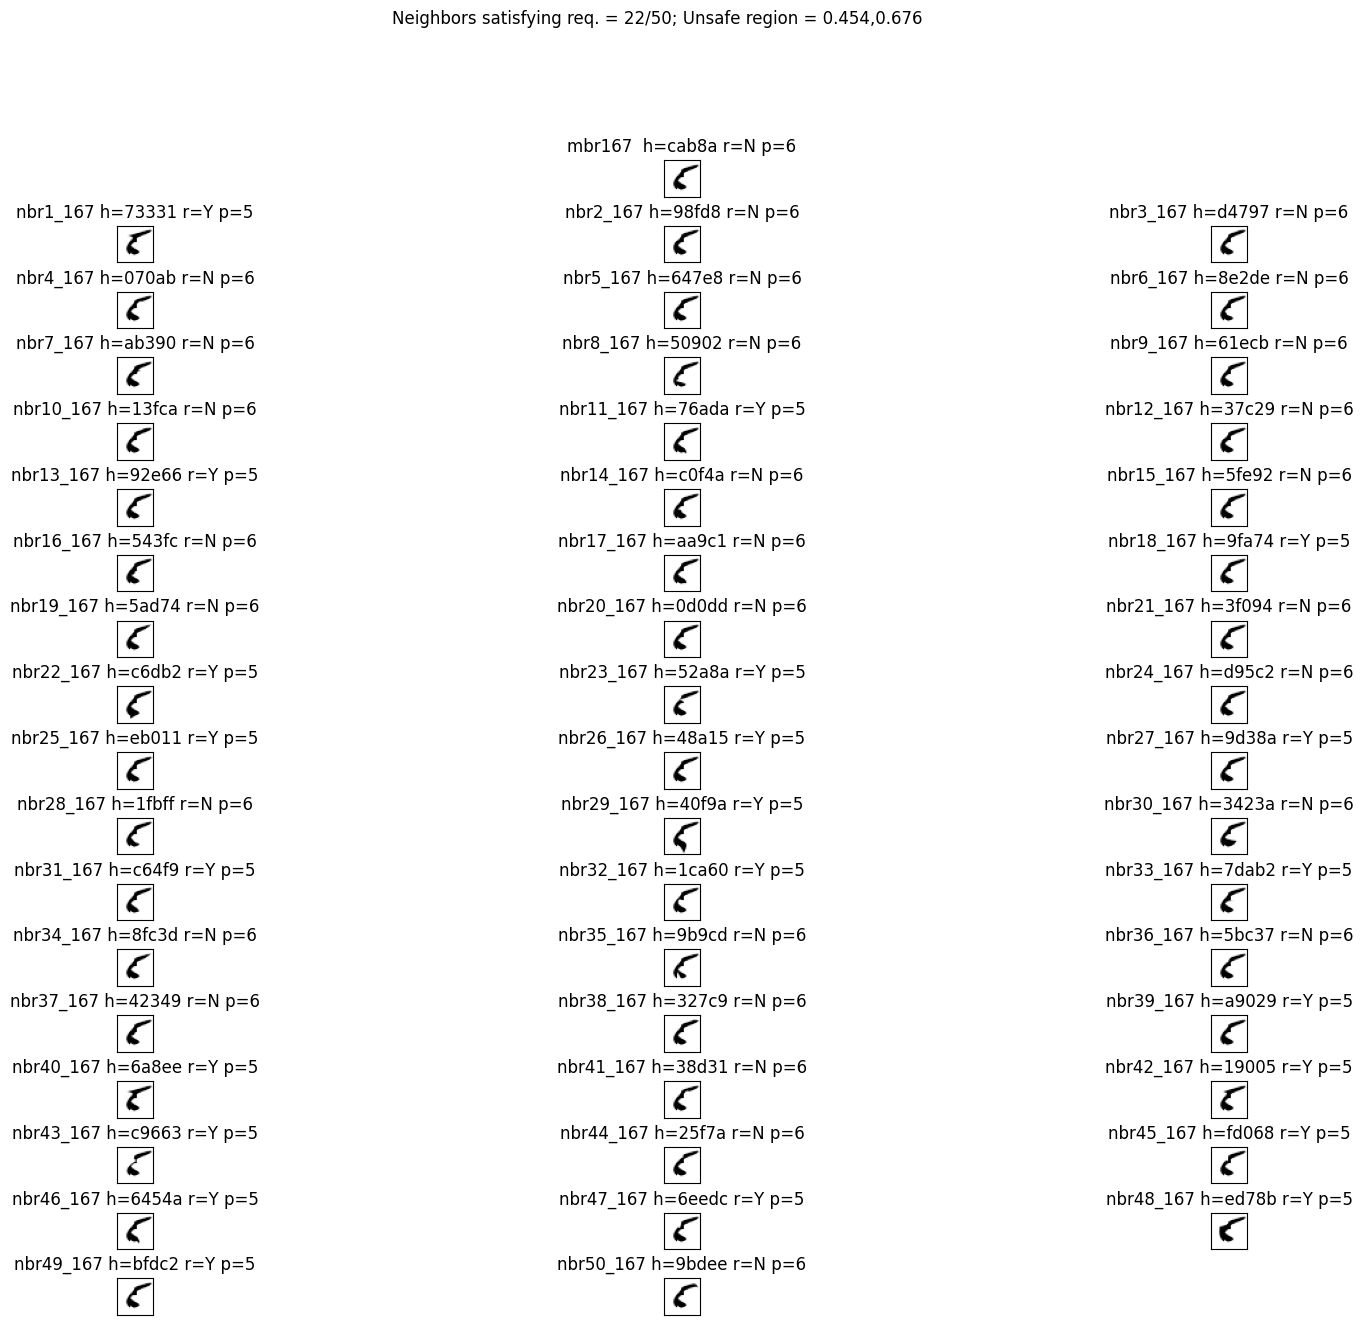 Neighbors satisfying req. = 22/50; Unsafe region = 0.454,0.676
mbr167  h=cab8a r=N p=6
nbr1_167 h=73331 r=Y p=5
nbr2_167 h=98fd8 r=N p=6
nbr3_167 h=d4797 r=N p=6
nbr4_167 h=070ab r=N p=6
nbr5_167 h=647e8 r=N p=6
nbr6_167 h=8e2de r=N p=6
nbr7_167 h=ab390 r=N p=6
nbr8_167 h=50902 r=N p=6
nbr9_167 h=61ecb r=N p=6
nbr10_167 h=13fca r=N p=6
nbr11_167 h=76ada r=Y p=5
nbr12_167 h=37c29 r=N p=6
nbr13_167 h=92e66 r=Y p=5
nbr14_167 h=c0f4a r=N p=6
nbr15_167 h=5fe92 r=N p=6
nbr16_167 h=543fc r=N p=6
nbr17_167 h=aa9c1 r=N p=6
nbr18_167 h=9fa74 r=Y p=5
nbr19_167 h=5ad74 r=N p=6
nbr20_167 h=0d0dd r=N p=6
nbr21_167 h=3f094 r=N p=6
nbr22_167 h=c6db2 r=Y p=5
nbr23_167 h=52a8a r=Y p=5
nbr24_167 h=d95c2 r=N p=6
nbr25_167 h=eb011 r=Y p=5
nbr26_167 h=48a15 r=Y p=5
nbr27_167 h=9d38a r=Y p=5
nbr28_167 h=1fbff r=N p=6
nbr29_167 h=40f9a r=Y p=5
nbr30_167 h=3423a r=N p=6
nbr31_167 h=c64f9 r=Y p=5
nbr32_167 h=1ca60 r=Y p=5
nbr33_167 h=7dab2 r=Y p=5
nbr34_167 h=8fc3d r=N p=6
nbr35_167 h=9b9cd r=N p=6
nbr36_167 h=5bc37 r=N p=6
nbr37_167 h=42349 r=N p=6
nbr38_167 h=327c9 r=N p=6
nbr39_167 h=a9029 r=Y p=5
nbr40_167 h=6a8ee r=Y p=5
nbr41_167 h=38d31 r=N p=6
nbr42_167 h=19005 r=Y p=5
nbr43_167 h=c9663 r=Y p=5
nbr44_167 h=25f7a r=N p=6
nbr45_167 h=fd068 r=Y p=5
nbr46_167 h=6454a r=Y p=5
nbr47_167 h=6eedc r=Y p=5
nbr48_167 h=ed78b r=Y p=5
nbr49_167 h=bfdc2 r=Y p=5
nbr50_167 h=9bdee r=N p=6